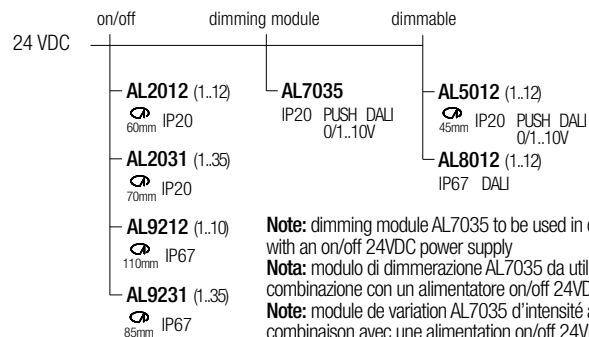 on/off dimming module dimmable
24 VDC
AL2012 (1..12)
60mm IP20
AL2031 (1..35)
70mm IP20
AL9212 (1..10)
110mm IP67
AL9231 (1..35)
85mm IP67
AL7035
IP20 PUSH DALI
0/1..10V
AL5012 (1..12)
45mm IP20 PUSH DALI
0/1..10V
AL8012 (1..12)
IP67 DALI
Note: dimming module AL7035 to be used in
with an on/off 24VDC power supply
Nota: modulo di dimmerazione AL7035 da
combinazione con un alimentatore on/off
Note: module de variation AL7035 d'intensité
combinaison avec une alimentation on/off